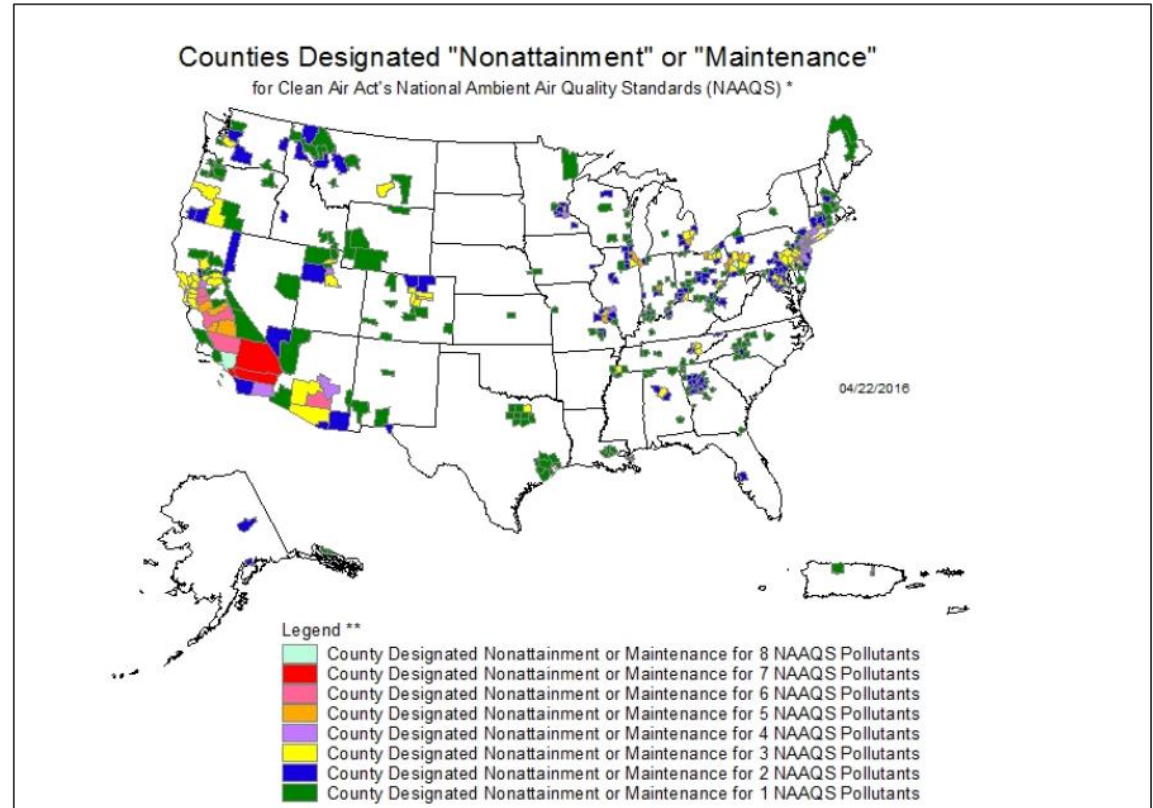 Counties Designated "Nonattainment" or "Maintenance"
for Clean Air Act's National Ambient Air Quality Standards (NAAQS) *
04/22/2016
Legend **
County Designated Nonattainment or Maintenance for 8 NAAQS Pollutants
County Designated Nonattainment or Maintenance for 7 NAAQS Pollutants
County Designated Nonattainment or Maintenance for 6 NAAQS Pollutants
County Designated Nonattainment or Maintenance for 5 NAAQS Pollutants
County Designated Nonattainment or Maintenance for 4 NAAQS Pollutants
County Designated Nonattainment or Maintenance for 3 NAAQS Pollutants
County Designated Nonattainment or Maintenance for 2 NAAQS Pollutants
County Designated Nonattainment or Maintenance for 1 NAAQS Pollutants